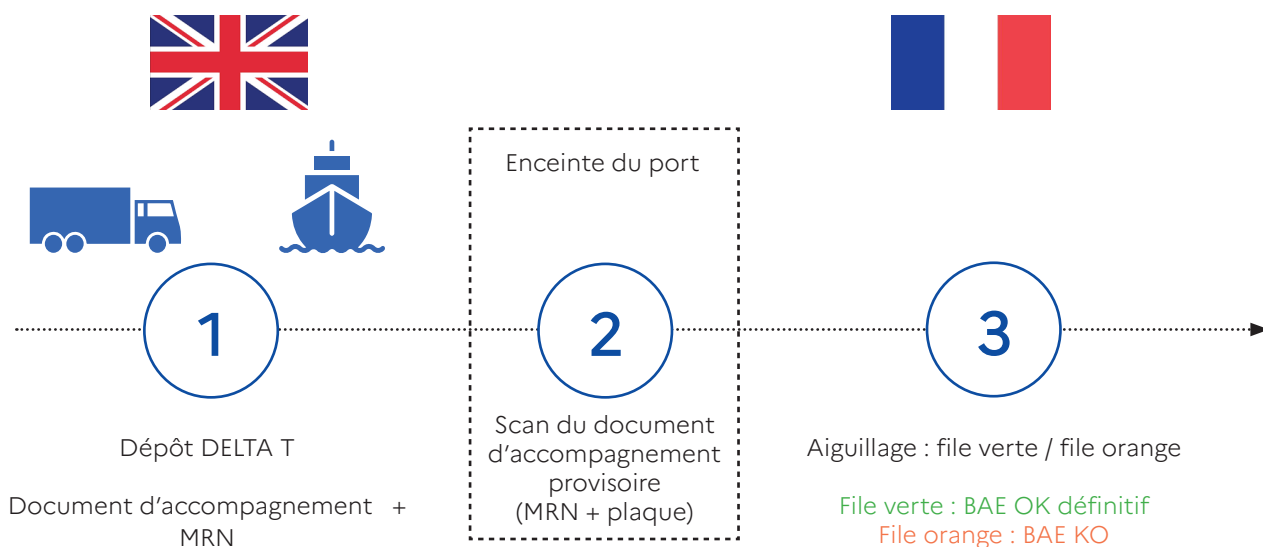 Enceinte du port
1
2
3
Dépôt DELTA T
Document d'accompagnement +
MRN
Scan du document
d'accompagnement
provisoire
(MRN + plaque)
Aiguillage : file verte / file orange
File verte : BAE OK définitif
File orange : BAE KO